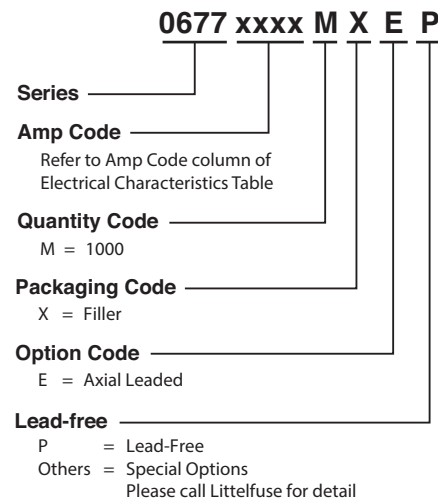 0677 xxxx M X E P
Series
Amp Code
Refer to Amp Code column of
Electrical Characteristics Table
Quantity Code
M = 1000
Packaging Code
X = Filler
Option Code
E = Axial Leaded
Lead-free
P = Lead-Free
Others = Special Options
Please call Littelfuse for detail